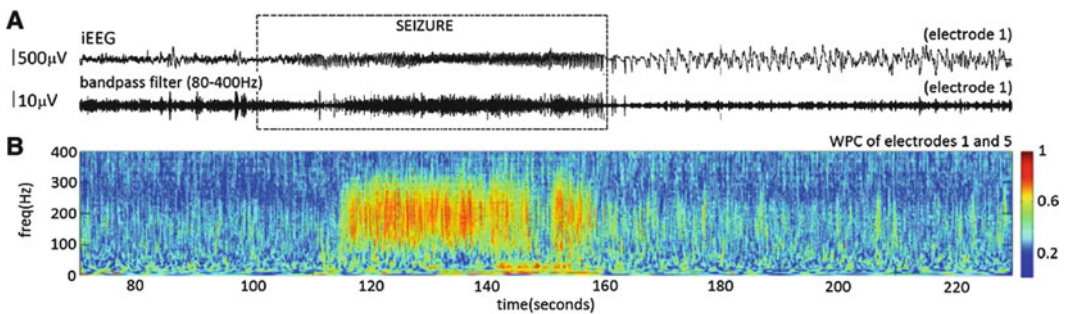 A
SEIZURE
iEEG
(electrode 1)
500μV
bandpass filter (80-400Hz)
(electrode 1)
10μV
B
WPC of electrodes 1 and 5
400
300
200
100
0
freq(Hz)
1
0.6
0.2
80 100 120 140 160 180 200 220
time(seconds)